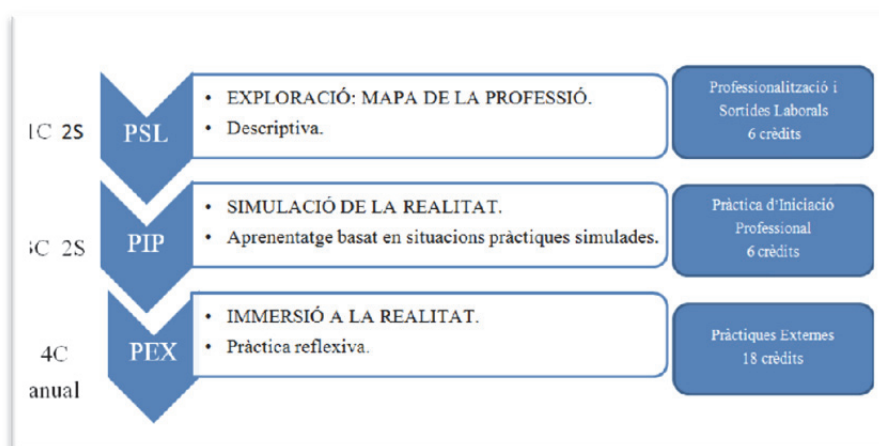 1C 2S
PSL
• EXPLORACIÓ: MAPA DE LA PROFESSIÓ.
• Descriptiva.
Professionalització i
Sortides Laborals
6 crèdits
C 2S
PIP
• SIMULACIÓ DE LA REALITAT.
• Aprenentatge basat en situacions pràctiques simulades.
Pràctica d'Iniciació
Professional
6 crèdits
4C
anual
PEX
• IMMERSIÓ A LA REALITAT.
• Pràctica reflexiva.
Pràctiques Externes
18 crèdits